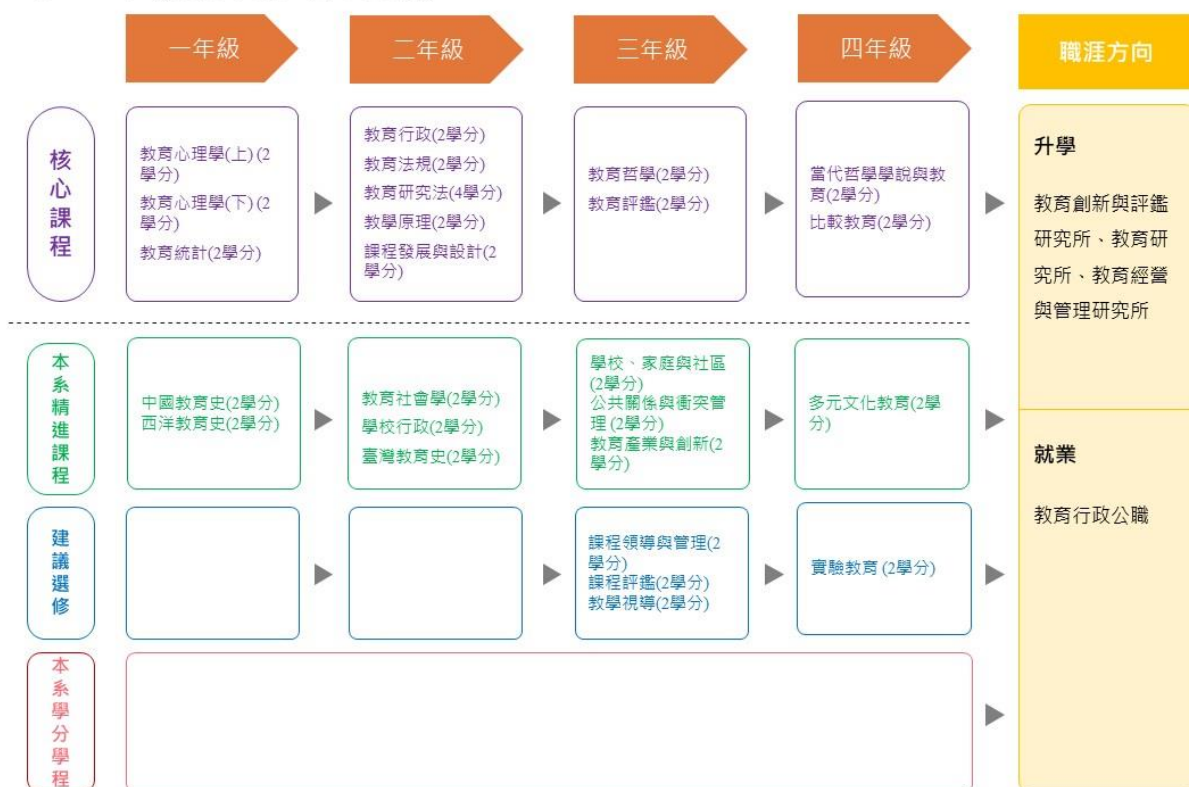 一年級
二年級
三年級
四年級
職涯方向
核心課程
教育心理學(上) (2
學分)
教育心理學(下) (2
學分)
教育統計(2學分)
教育行政(2學分)
教育法規(2學分)
教育研究法(4學分)
教學原理(2學分)
課程發展與設計(2
學分)
教育哲學(2學分)
教育評鑑(2學分)
當代哲學學說與教
育(2學分)
比較教育(2學分)
升學
教育創新與評鑑
研究所、教育研
究所、教育經營
與管理研究所
本系精進課程
中國教育史(2學分)
西洋教育史(2學分)
教育社會學(2學分)
學校行政(2學分)
臺灣教育史(2學分)
學校、家庭與社區
(2學分)
公共關係與衝突管
理 (2學分)
教育產業與創新(2
學分)
多元文化教育(2學
分)
就業
教育行政公職
建議選修
課程領導與管理(2
學分)
課程評鑑(2學分)
教學視導(2學分)
實驗教育 (2學分)
本系學分學程